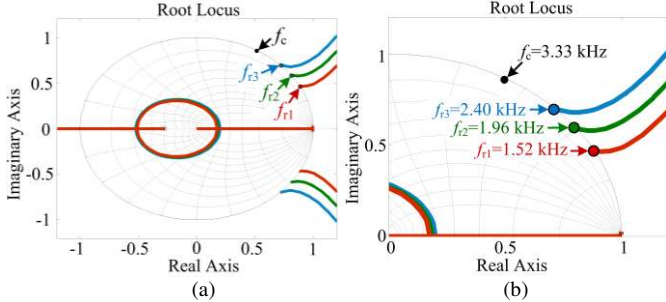 Root Locus
Imaginary Axis
1
0.5
0
-0.5
-1
fc
fr3
fr2
fr1
-1
-0.5
0
0.5
1
Real Axis
(a)
Root Locus
Imaginary Axis
1
0.5
0
fc=3.33 kHz
fr3=2.40 kHz
fr2=1.96 kHz
fr1=1.52 kHz
0
0.5
1
Real Axis
(b)